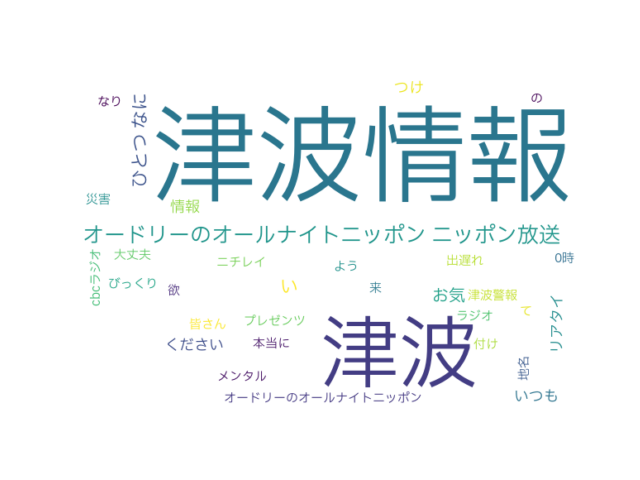 つけ
なり
の
ひとつなに
津波情報
災害
情報
オードリーのオールナイトニッポン ニッポン放送
cbcラジオ
大丈夫
ニチレイ
よう
出遅れ
0時
びっくり
欲
い
来
お気
津波警報
て
リアタイ
皆さん
プレゼンツ
津波
ラジオ
ください
本当に
付け
メンタル
地名
オードリーのオールナイトニッポン
いつも